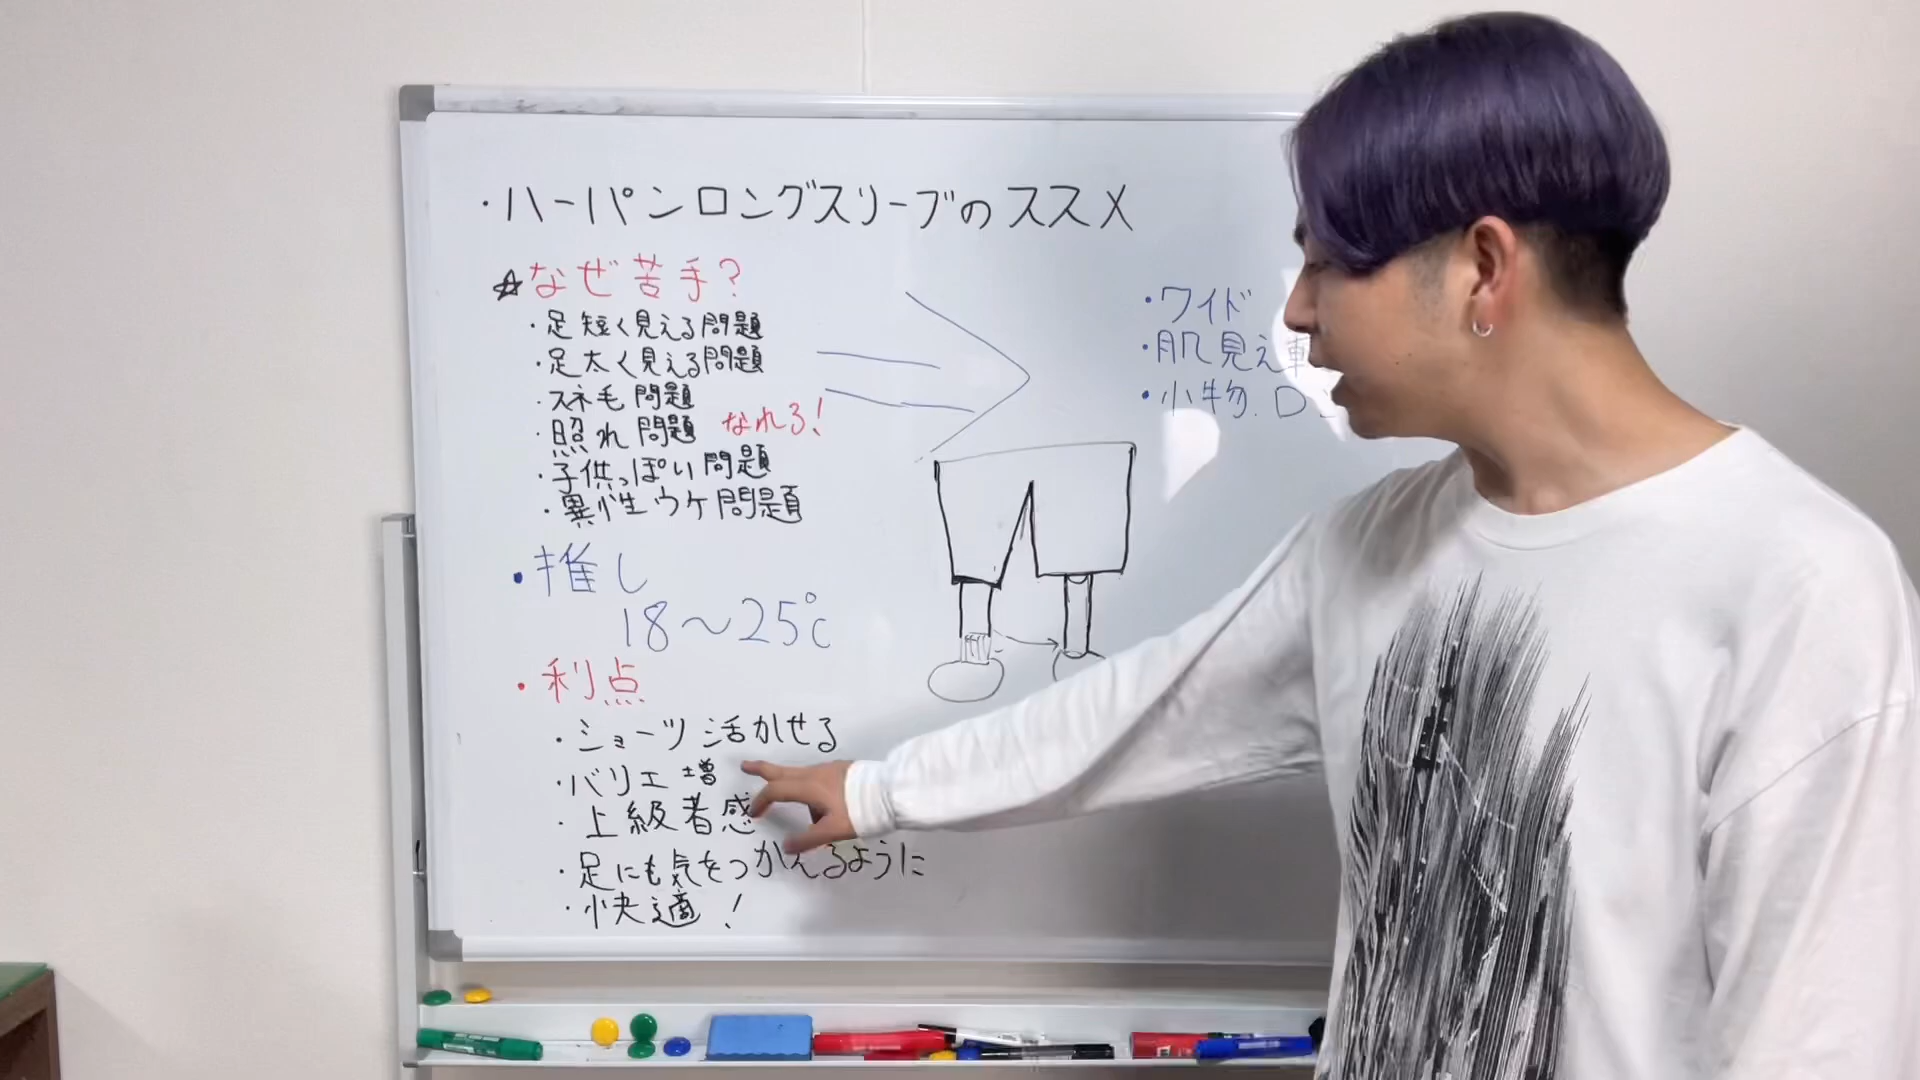 ・ハーパンロングスリーブのススメ
☆なぜ苦手?
・足短く見える問題
・足太く見える問題
・スネ毛問題
・照れ問題 なれろ!
・子供っぽい問題
・異性ウケ問題
・推し
18～25℃
・利点
・ショーツ活かせる
・バリエ増
・上級者感
・足にも気をつかえるように
・快適!
・ワイド
・肌見え
・小物.ロ